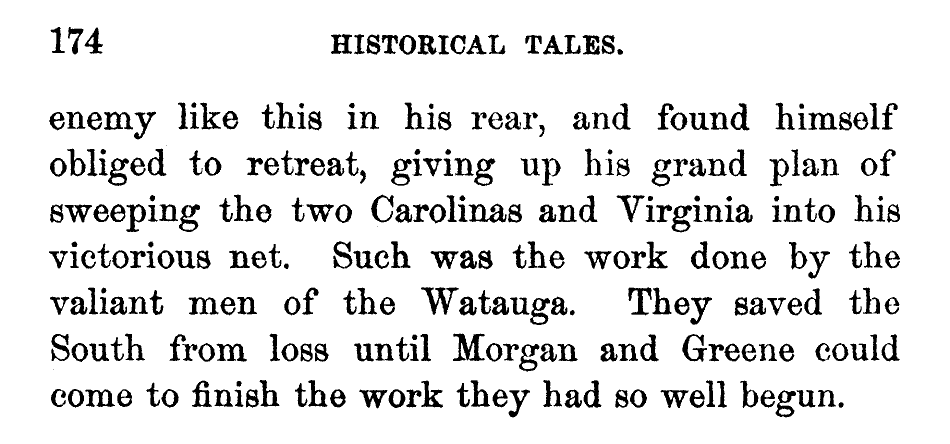 174 HISTORICAL TALES.
enemy like this in his rear, and found himself
obliged to retreat, giving up his grand plan of
sweeping the two Carolinas and Virginia into his
victorious net. Such was the work done by the
valiant men of the Watauga. They saved the
South from loss until Morgan and Greene could
come to finish the work they had so well begun.